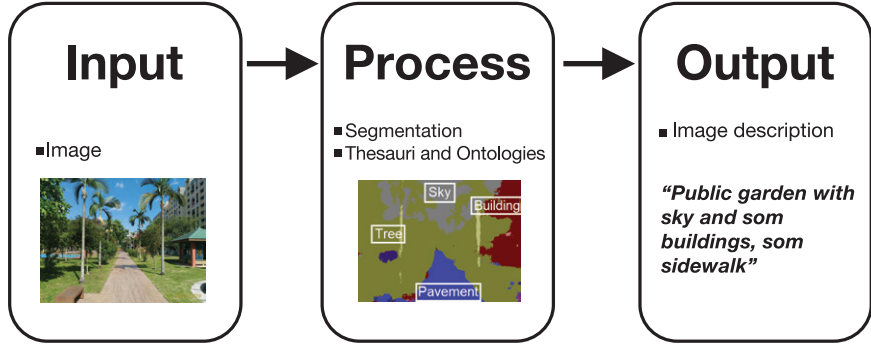 Input
Process
Output
■Image
■Segmentation
■Thesauri and Ontologies
■ Image description
Sky
Building
Tree
Pavement
“Public garden with
sky and som
buildings, som
sidewalk”